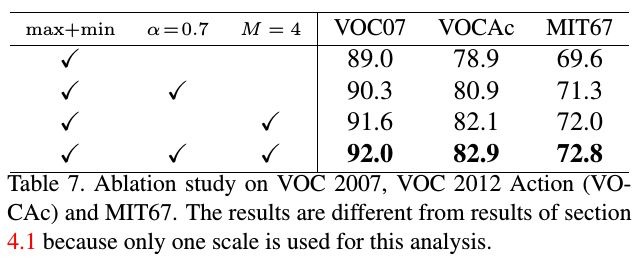 max+min α=0.7 M = 4 VOC07 VOCAc MIT67
✓ 89.0 78.9 69.6
✓ ✓ 90.3 80.9 71.3
✓ ✓ 91.6 82.1 72.0
✓ ✓ ✓ 92.0 82.9 72.8
Table 7. Ablation study on VOC 2007, VOC 2012 Action (VO-
CAc) and MIT67. The results are different from results of section
4.1 because only one scale is used for this analysis.